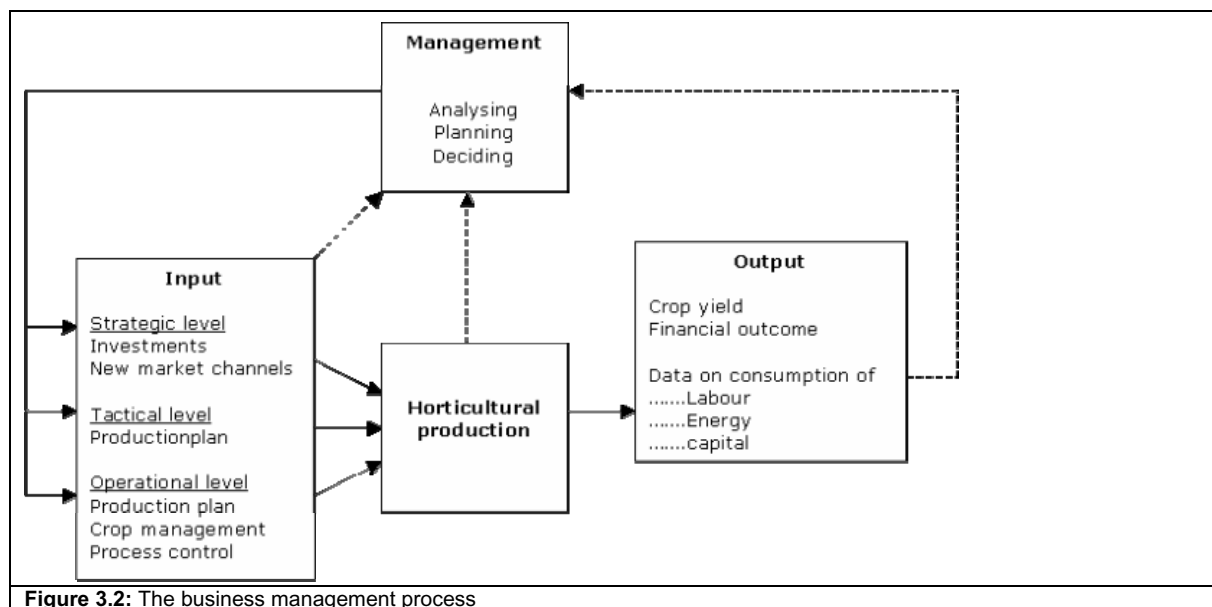 Management
Analysing
Planning
Deciding
Input
Strategic level
Investments
New market channels
Tactical level
Productionplan
Operational level
Production plan
Crop management
Process control
Horticultural
production
Output
Crop yield
Financial outcome
Data on consumption of
.......Labour
.......Energy
.......capital
Figure 3.2: The business management process